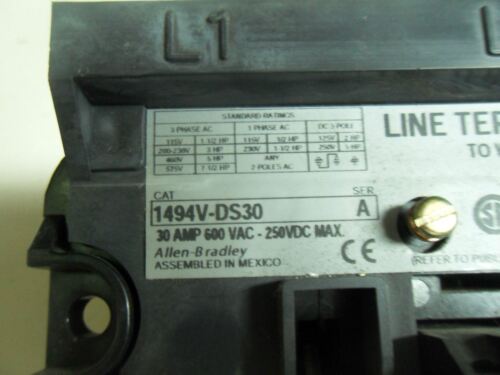 L1
STANDARD RATINGS
3 PHASE AC 1 PHASE AC DC 3 POLE
115V 1 1/2 HP 115V 1/2 HP 125V 2 HP
200-230V 3 HP 230V 1 1/2 HP 250V 5 HP
460V 5 HP ANY
575V 7 1/2 HP 2 POLES AC
LINE TER
TO V
CAT SER
1494V-DS30 A
30 AMP 600 VAC - 250VDC MAX.
Allen-Bradley
ASSEMBLED IN MEXICO
CE
(REFER TO PUBL